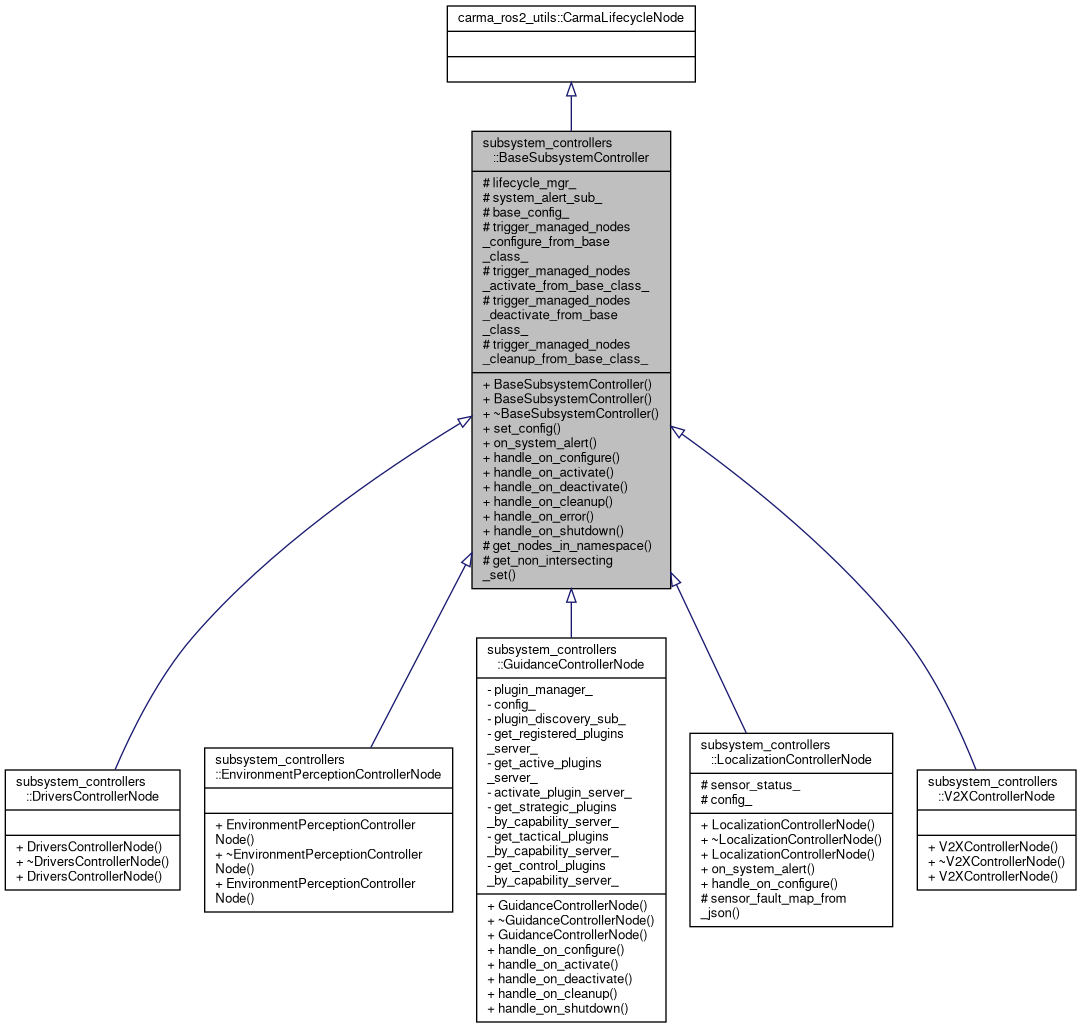 carma_ros2_utils::CarmaLifecycleNode
subsystem_controllers
::BaseSubsystemController
# lifecycle_mgr_
# system_alert_sub_
# base_config_
# trigger_managed_nodes
_configure_from_base
_class_
# trigger_managed_nodes
_activate_from_base_class_
# trigger_managed_nodes
_deactivate_from_base
_class_
# trigger_managed_nodes
_cleanup_from_base_class_
+ BaseSubsystemController()
+ BaseSubsystemController()
+ ~BaseSubsystemController()
+ set_config()
+ on_system_alert()
+ handle_on_configure()
+ handle_on_activate()
+ handle_on_deactivate()
+ handle_on_cleanup()
+ handle_on_error()
+ handle_on_shutdown()
# get_nodes_in_namespace()
# get_non_intersecting
_set()
subsystem_controllers
::DriversControllerNode
+ DriversControllerNode()
+ ~DriversControllerNode()
+ DriversControllerNode()
subsystem_controllers
::EnvironmentPerceptionControllerNode
+ EnvironmentPerceptionController
Node()
+ ~EnvironmentPerceptionController
Node()
+ EnvironmentPerceptionController
Node()
subsystem_controllers
::GuidanceControllerNode
- plugin_manager_
- config_
- plugin_discovery_sub_
- get_registered_plugins
_server_
- get_active_plugins
_server_
- activate_plugin_server_
- get_strategic_plugins
_by_capability_server_
- get_tactical_plugins
_by_capability_server_
- get_control_plugins
_by_capability_server_
+ GuidanceControllerNode()
+ ~GuidanceControllerNode()
+ GuidanceControllerNode()
+ handle_on_configure()
+ handle_on_activate()
+ handle_on_deactivate()
+ handle_on_cleanup()
+ handle_on_shutdown()
subsystem_controllers
::LocalizationControllerNode
# sensor_status_
# config_
+ LocalizationControllerNode()
+ ~LocalizationControllerNode()
+ LocalizationControllerNode()
+ on_system_alert()
+ handle_on_configure()
# sensor_fault_map_from
_json()
subsystem_controllers
::V2XControllerNode
+ V2XControllerNode()
+ ~V2XControllerNode()
+ V2XControllerNode()